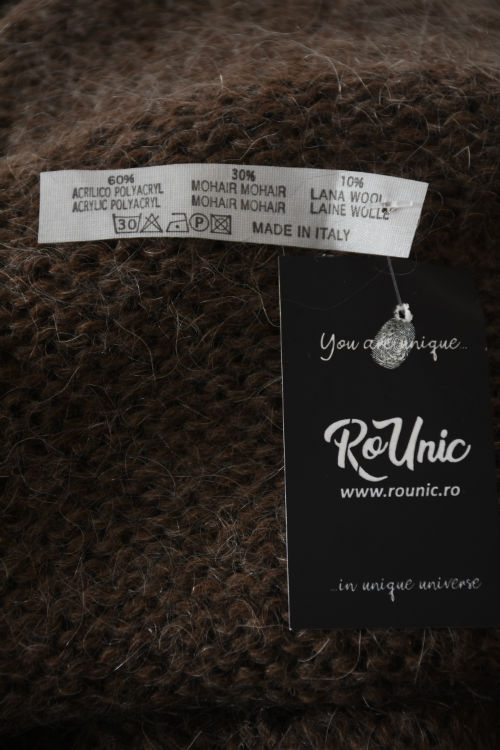 60%
ACRILICO POLYACRYL
ACRYLIC POLYACRYL
30%
MOHAIR MOHAIR
MOHAIR MOHAIR
10%
LANA WOOL
LAINE WOLLE
30 P MADE IN ITALY
You are unique...
RoUnic
www.rounic.ro
...in unique universe